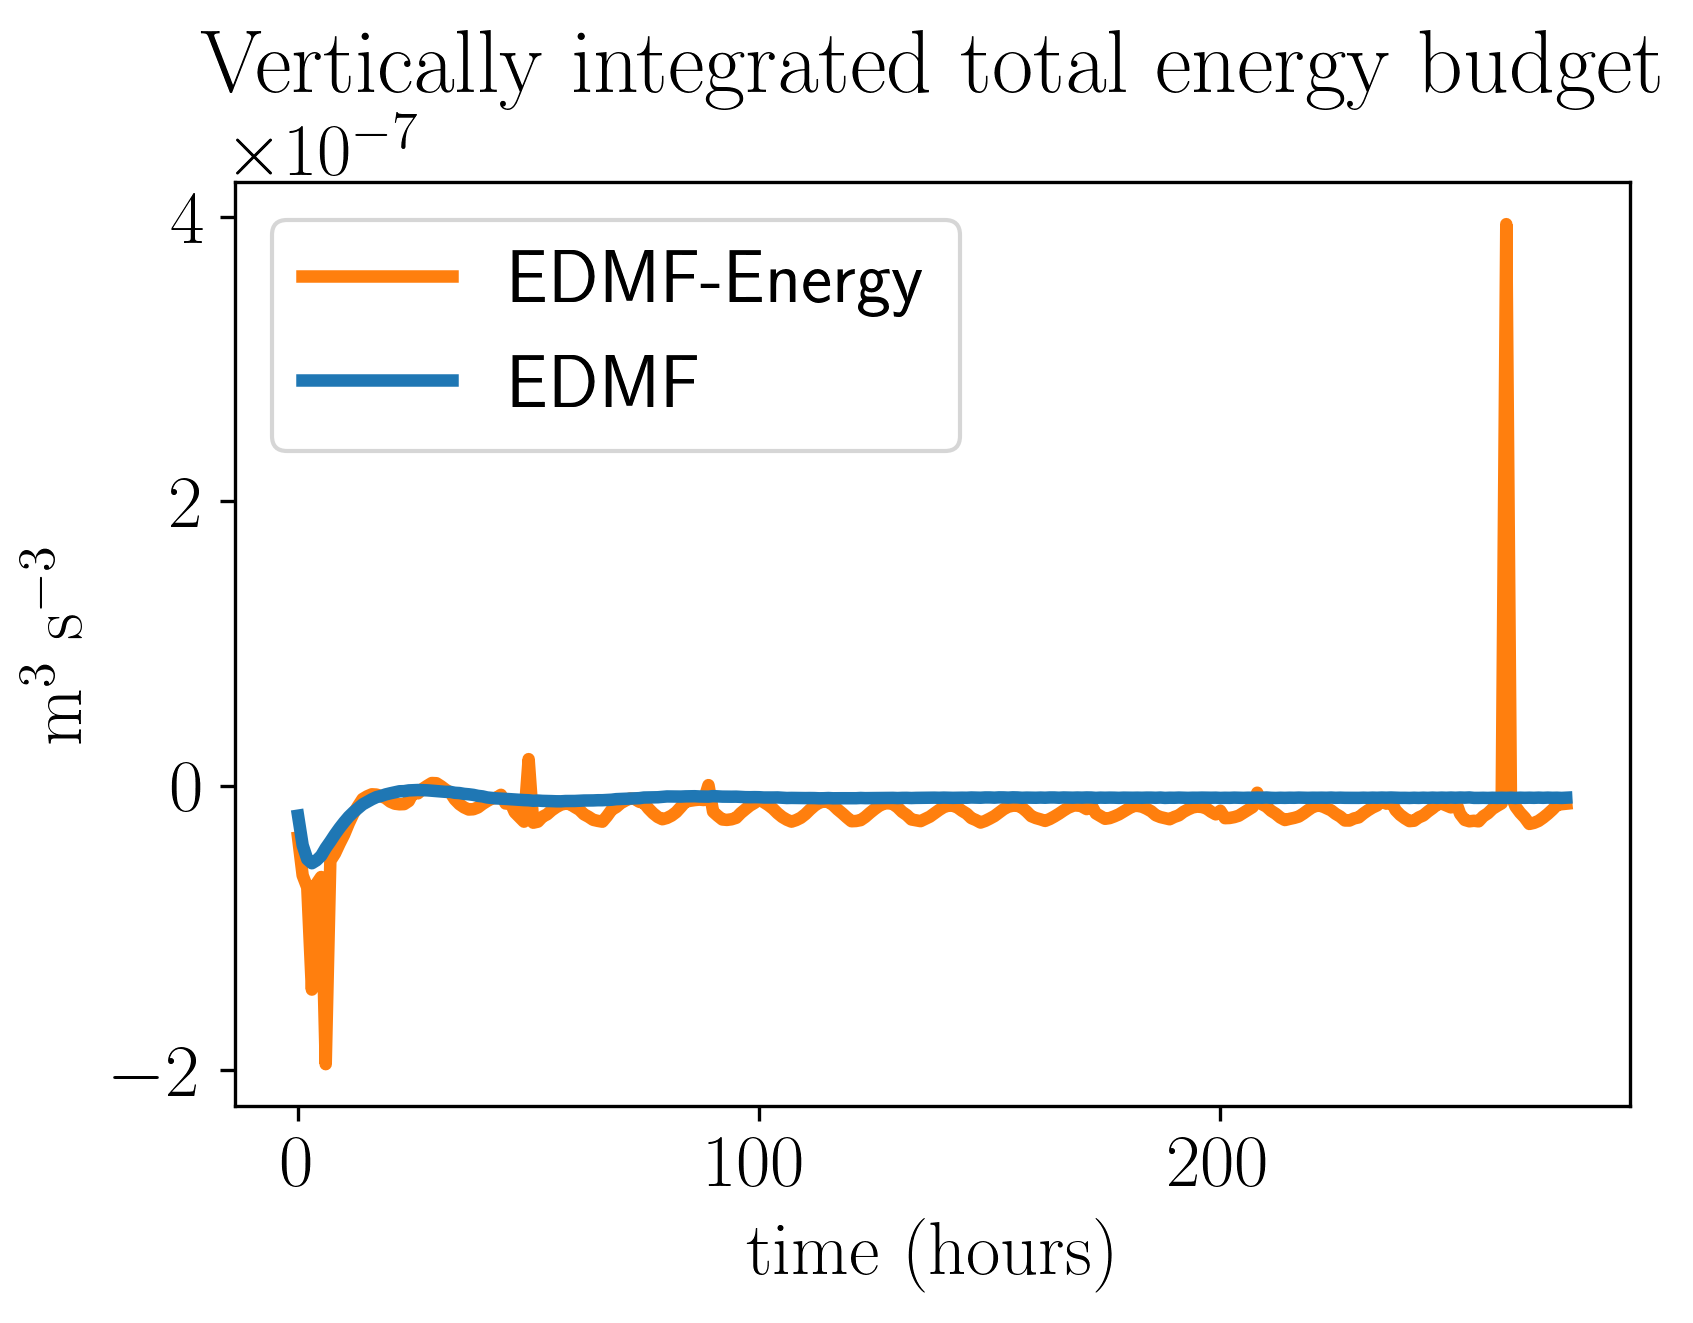 Vertically integrated total energy budget
×10⁻⁷
4
2
0
−2
m³ s⁻³
EDMF-Energy
EDMF
0 100 200
time (hours)